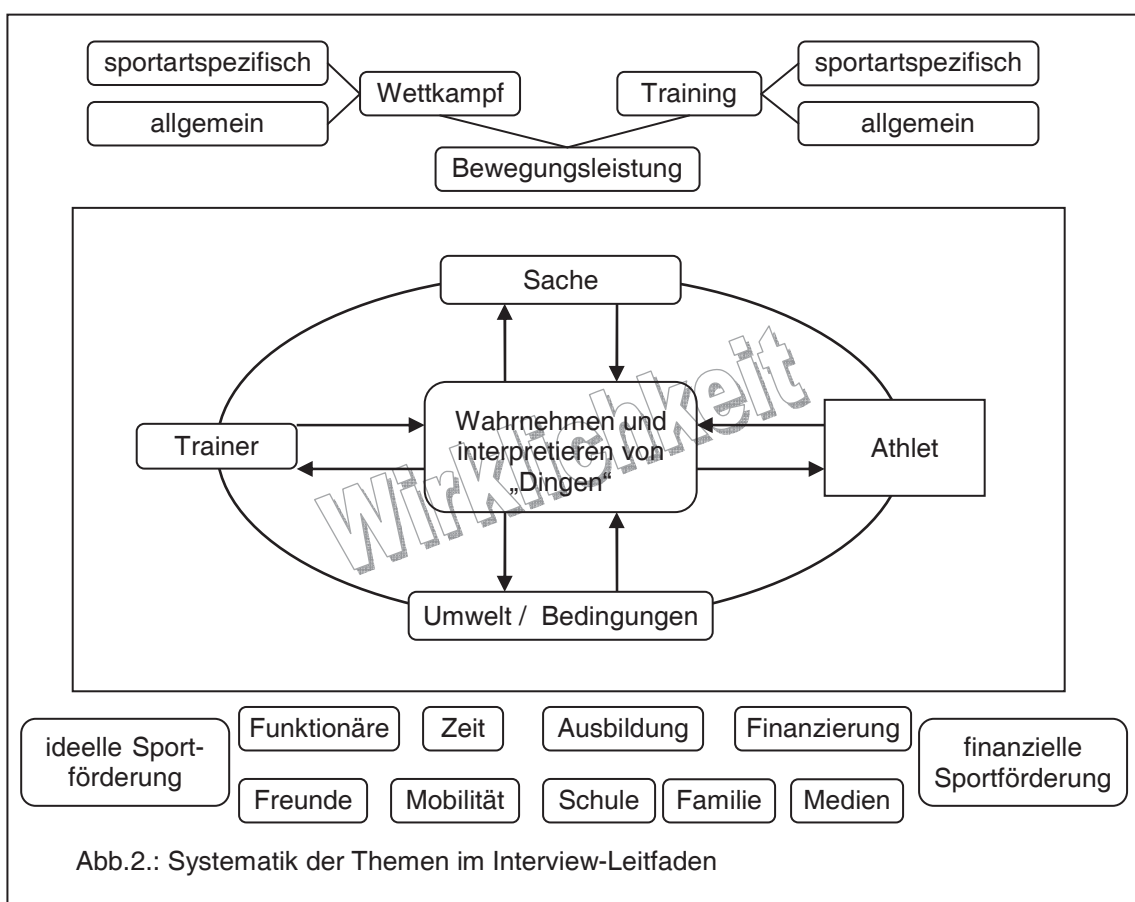 sportartspezifisch
sportartspezifisch
Wettkampf
Training
allgemein
allgemein
Bewegungsleistung
Sache
Wirklichkeit
Wahrnehmen und
interpretieren von
„Dingen“
Trainer
Athlet
Umwelt / Bedingungen
ideelle Sport-
förderung
Funktionäre
Zeit
Ausbildung
Finanzierung
finanzielle
Sportförderung
Freunde
Mobilität
Schule
Familie
Medien
Abb.2.: Systematik der Themen im Interview-Leitfaden